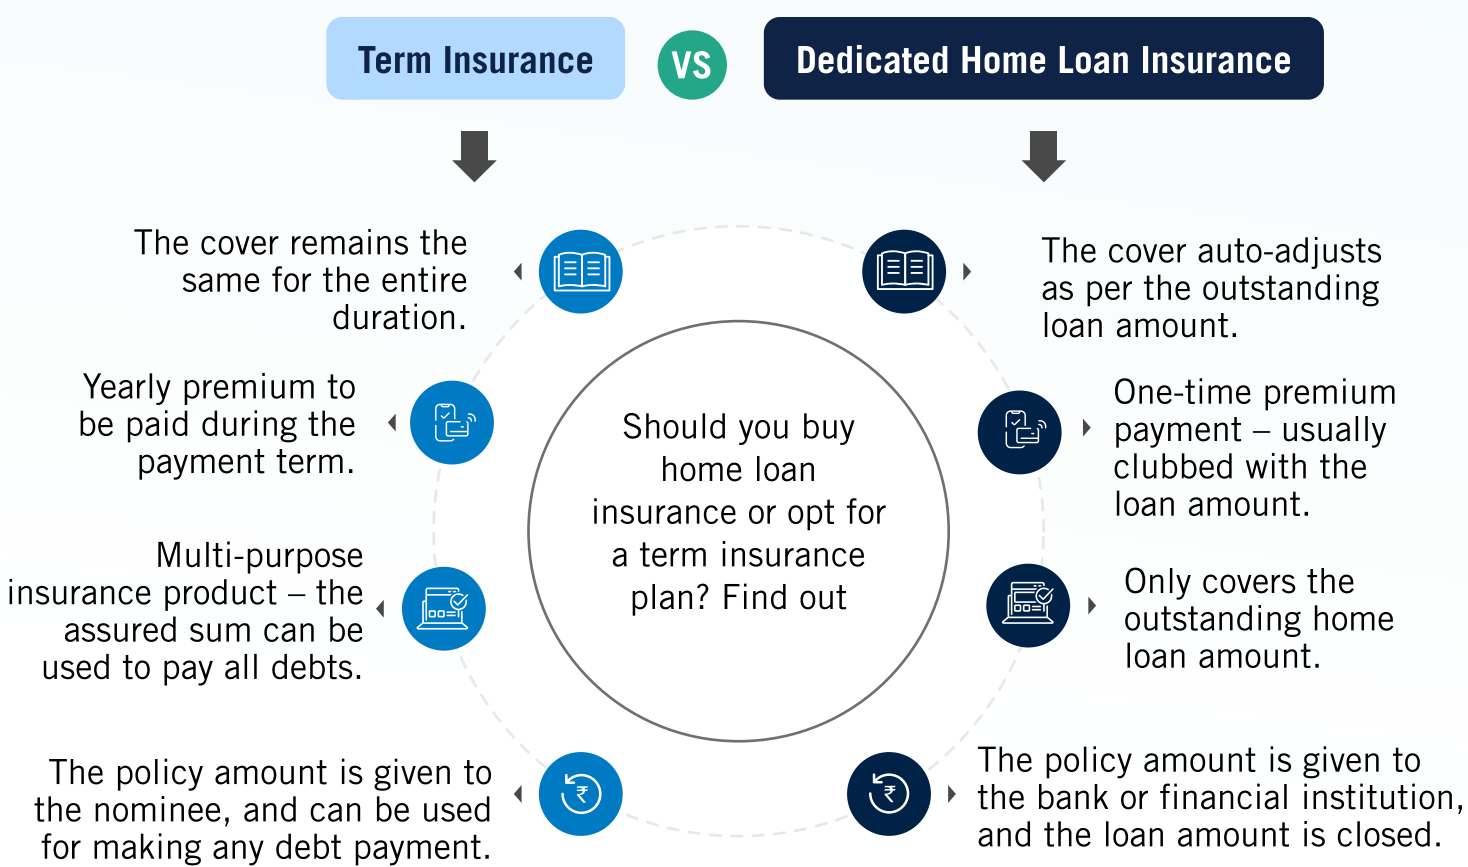 Term Insurance
VS
Dedicated Home Loan Insurance
The cover remains the
same for the entire
duration.
Yearly premium to
be paid during the
payment term.
Multi-purpose
insurance product – the
assured sum can be
used to pay all debts.
The policy amount is given to
the nominee, and can be used
for making any debt payment.
Should you buy
home loan
insurance or opt for
a term insurance
plan? Find out
The cover auto-adjusts
as per the outstanding
loan amount.
One-time premium
payment – usually
clubbed with the
loan amount.
Only covers the
outstanding home
loan amount.
The policy amount is given to
the bank or financial institution,
and the loan amount is closed.
₹
₹